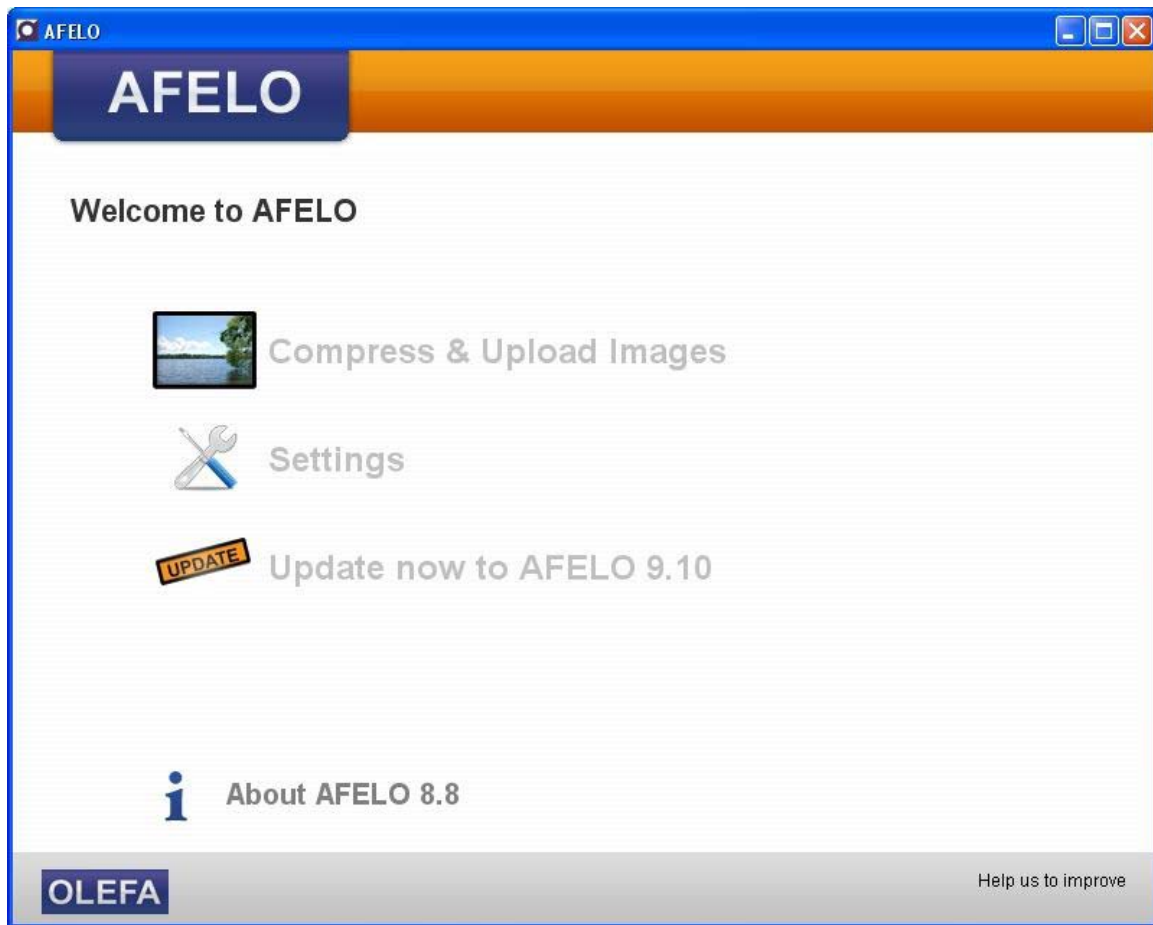 AFELO
AFELO
Welcome to AFELO
Compress & Upload Images
Settings
UPDATE
Update now to AFELO 9.10
About AFELO 8.8
OLEFA
Help us to improve